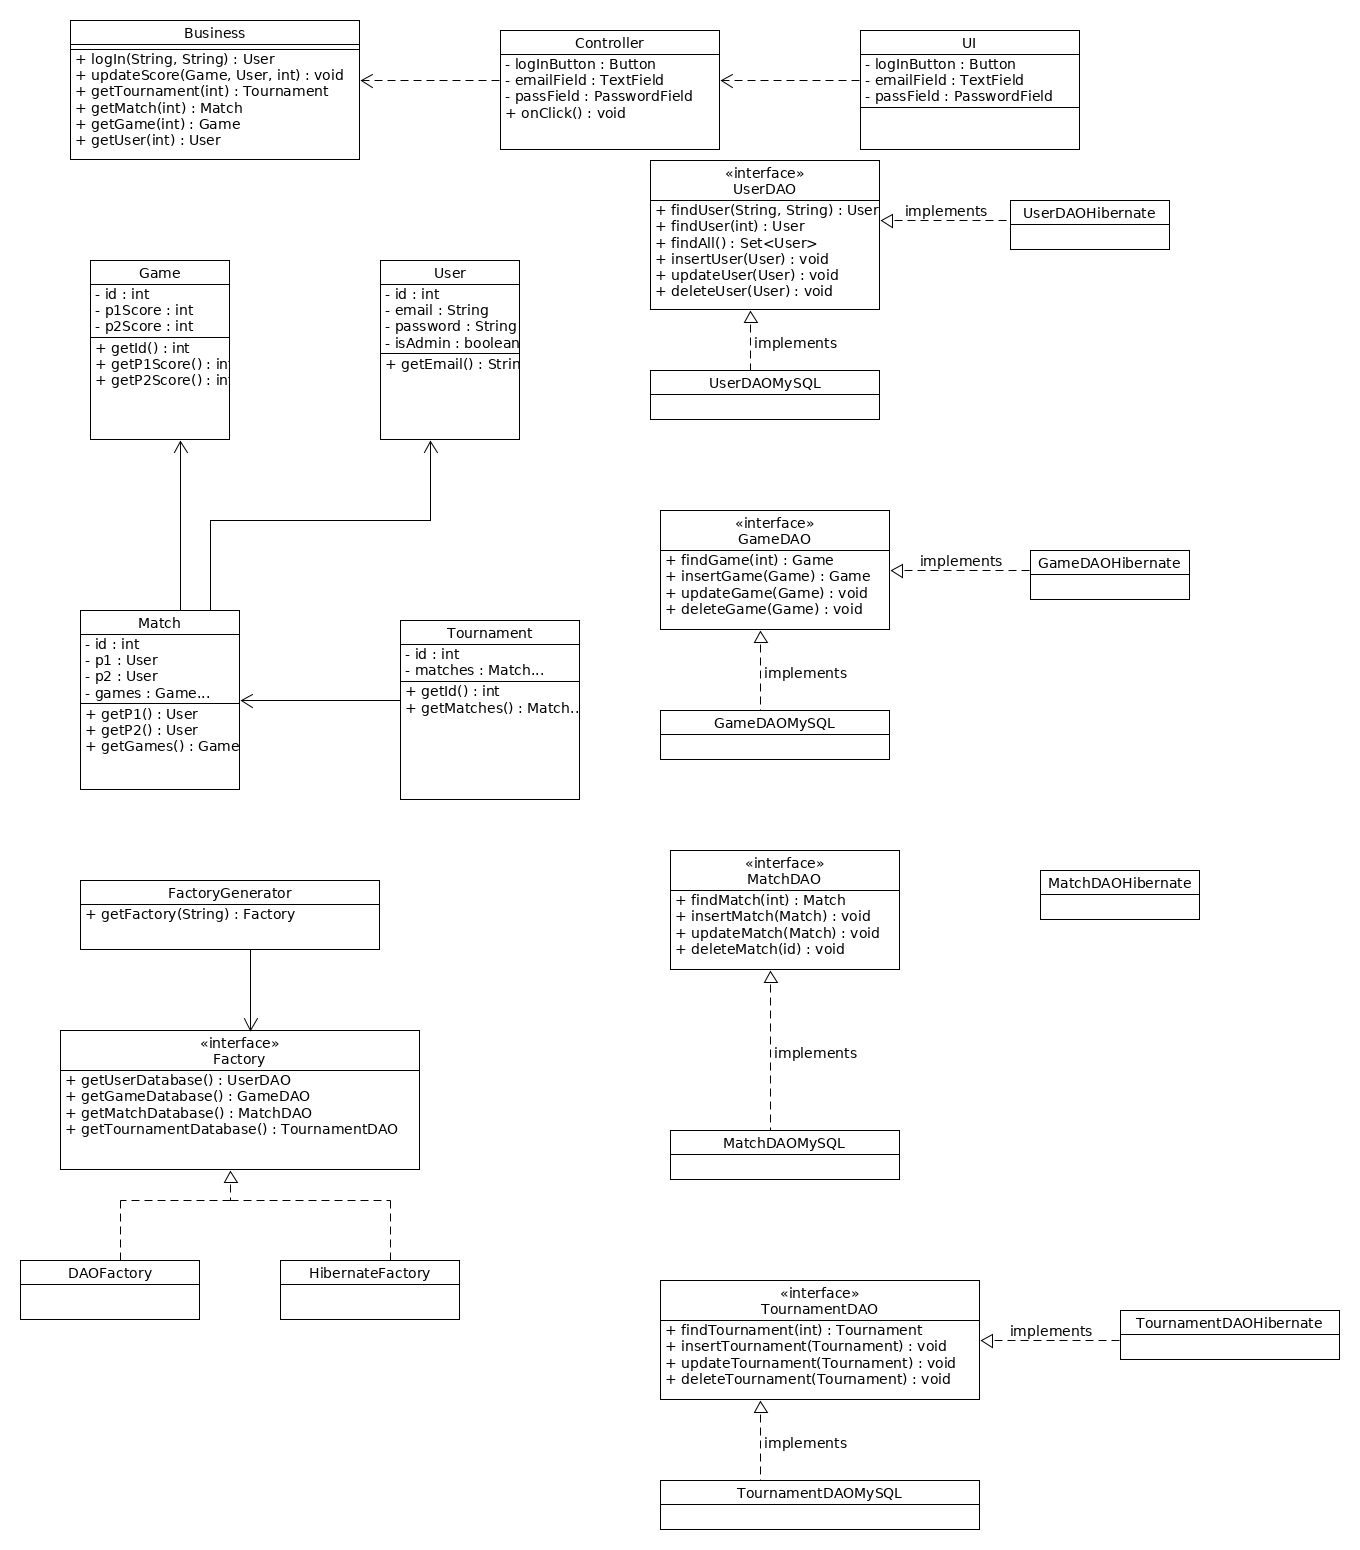 Business
+ logIn(String, String) : User
+ updateScore(Game, User, int) : void
+ getTournament(int) : Tournament
+ getMatch(int) : Match
+ getGame(int) : Game
+ getUser(int) : User
Controller
- logInButton : Button
- emailField : TextField
- passField : PasswordField
+ onClick() : void
UI
- logInButton : Button
- emailField : TextField
- passField : PasswordField
«interface»
UserDAO
+ findUser(String, String) : User
+ findUser(int) : User
+ findAll() : Set<User>
+ insertUser(User) : void
+ updateUser(User) : void
+ deleteUser(User) : void
implements
UserDAOHibernate
implements
UserDAOMySQL
Game
- id : int
- p1Score : int
- p2Score : int
+ getId() : int
+ getP1Score() : in
+ getP2Score() : in
User
- id : int
- email : String
- password : String
- isAdmin : boolean
+ getEmail() : Strin
«interface»
GameDAO
+ findGame(int) : Game
+ insertGame(Game) : Game
+ updateGame(Game) : void
+ deleteGame(Game) : void
implements
GameDAOHibernate
implements
GameDAOMySQL
Match
- id : int
- p1 : User
- p2 : User
- games : Game...
+ getP1() : User
+ getP2() : User
+ getGames() : Game
Tournament
- id : int
- matches : Match...
+ getId() : int
+ getMatches() : Match..
«interface»
MatchDAO
+ findMatch(int) : Match
+ insertMatch(Match) : void
+ updateMatch(Match) : void
+ deleteMatch(id) : void
MatchDAOHibernate
implements
MatchDAOMySQL
FactoryGenerator
+ getFactory(String) : Factory
«interface»
Factory
+ getUserDatabase() : UserDAO
+ getGameDatabase() : GameDAO
+ getMatchDatabase() : MatchDAO
+ getTournamentDatabase() : TournamentDAO
DAOFactory
HibernateFactory
«interface»
TournamentDAO
+ findTournament(int) : Tournament
+ insertTournament(Tournament) : void
+ updateTournament(Tournament) : void
+ deleteTournament(Tournament) : void
implements
TournamentDAOHibernate
implements
TournamentDAOMySQL